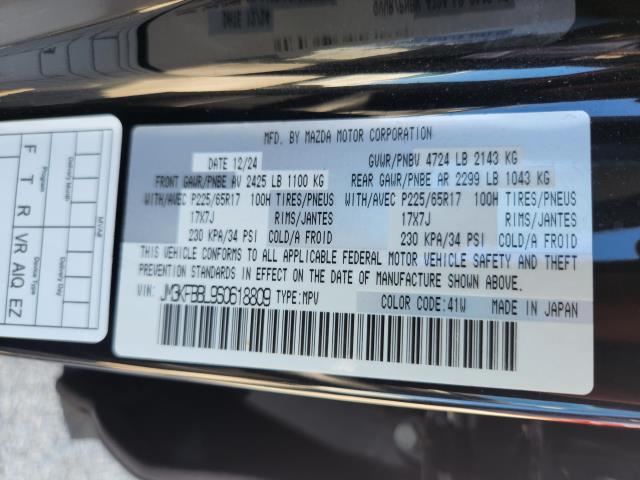 MFD. BY MAZDA MOTOR CORPORATION
DATE 12/24 GVWR/PNBV 4724 LB 2143 KG
FRONT GAWR/PNBE AV 2425 LB 1100 KG REAR GAWR/PNBE AR 2299 LB 1043 KG
WITH/AVEC P225/65R17 100H TIRES/PNEUS WITH/AVEC P225/65R17 100H TIRES/PNEUS
17X7J RIMS/JANTES 17X7J RIMS/JANTES
230 KPA/34 PSI COLD/A FROID 230 KPA/34 PSI COLD/A FROID
THIS VEHICLE CONFORMS TO ALL APPLICABLE FEDERAL MOTOR VEHICLE SAFETY AND THEFT
PREVENTION STANDARDS IN EFFECT ON THE DATE OF MANUFACTURE SHOWN ABOVE.
VIN: JM3KFBBL9S0618809 TYPE:MPV COLOR CODE:41W MADE IN JAPAN
F T R VR AIQ EZ
Program:
Device Type:
Delivery Date: